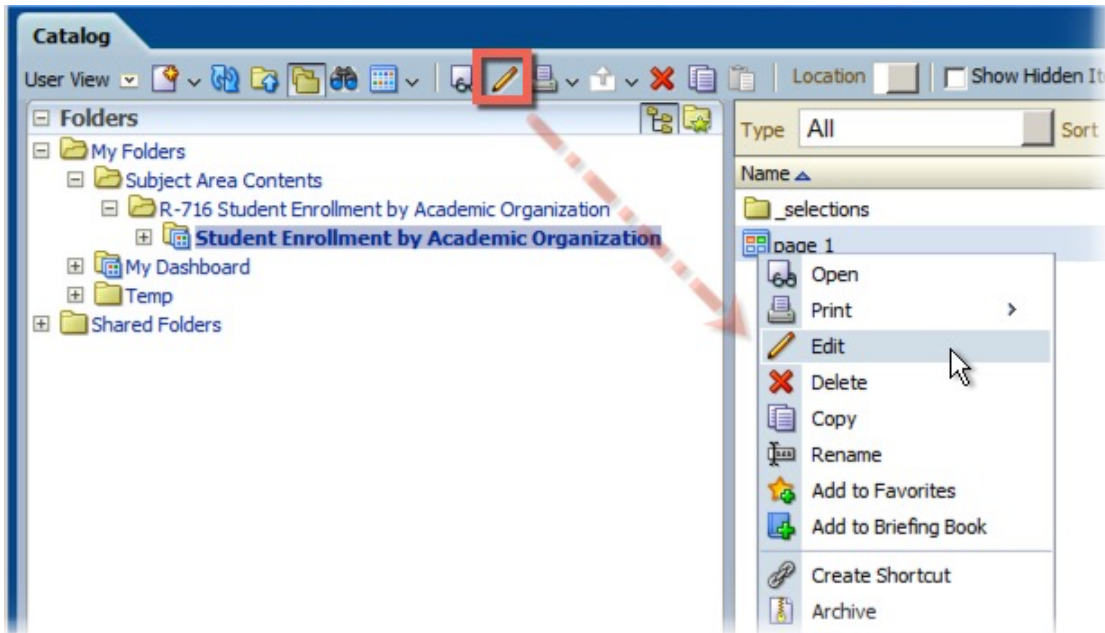 Catalog
User View Location Show Hidden It
Folders
My Folders
Subject Area Contents
R-716 Student Enrollment by Academic Organization
Student Enrollment by Academic Organization
My Dashboard
Temp
Shared Folders
Type All Sort
Name
_selections
page 1
Open
Print
Edit
Delete
Copy
Rename
Add to Favorites
Add to Briefing Book
Create Shortcut
Archive